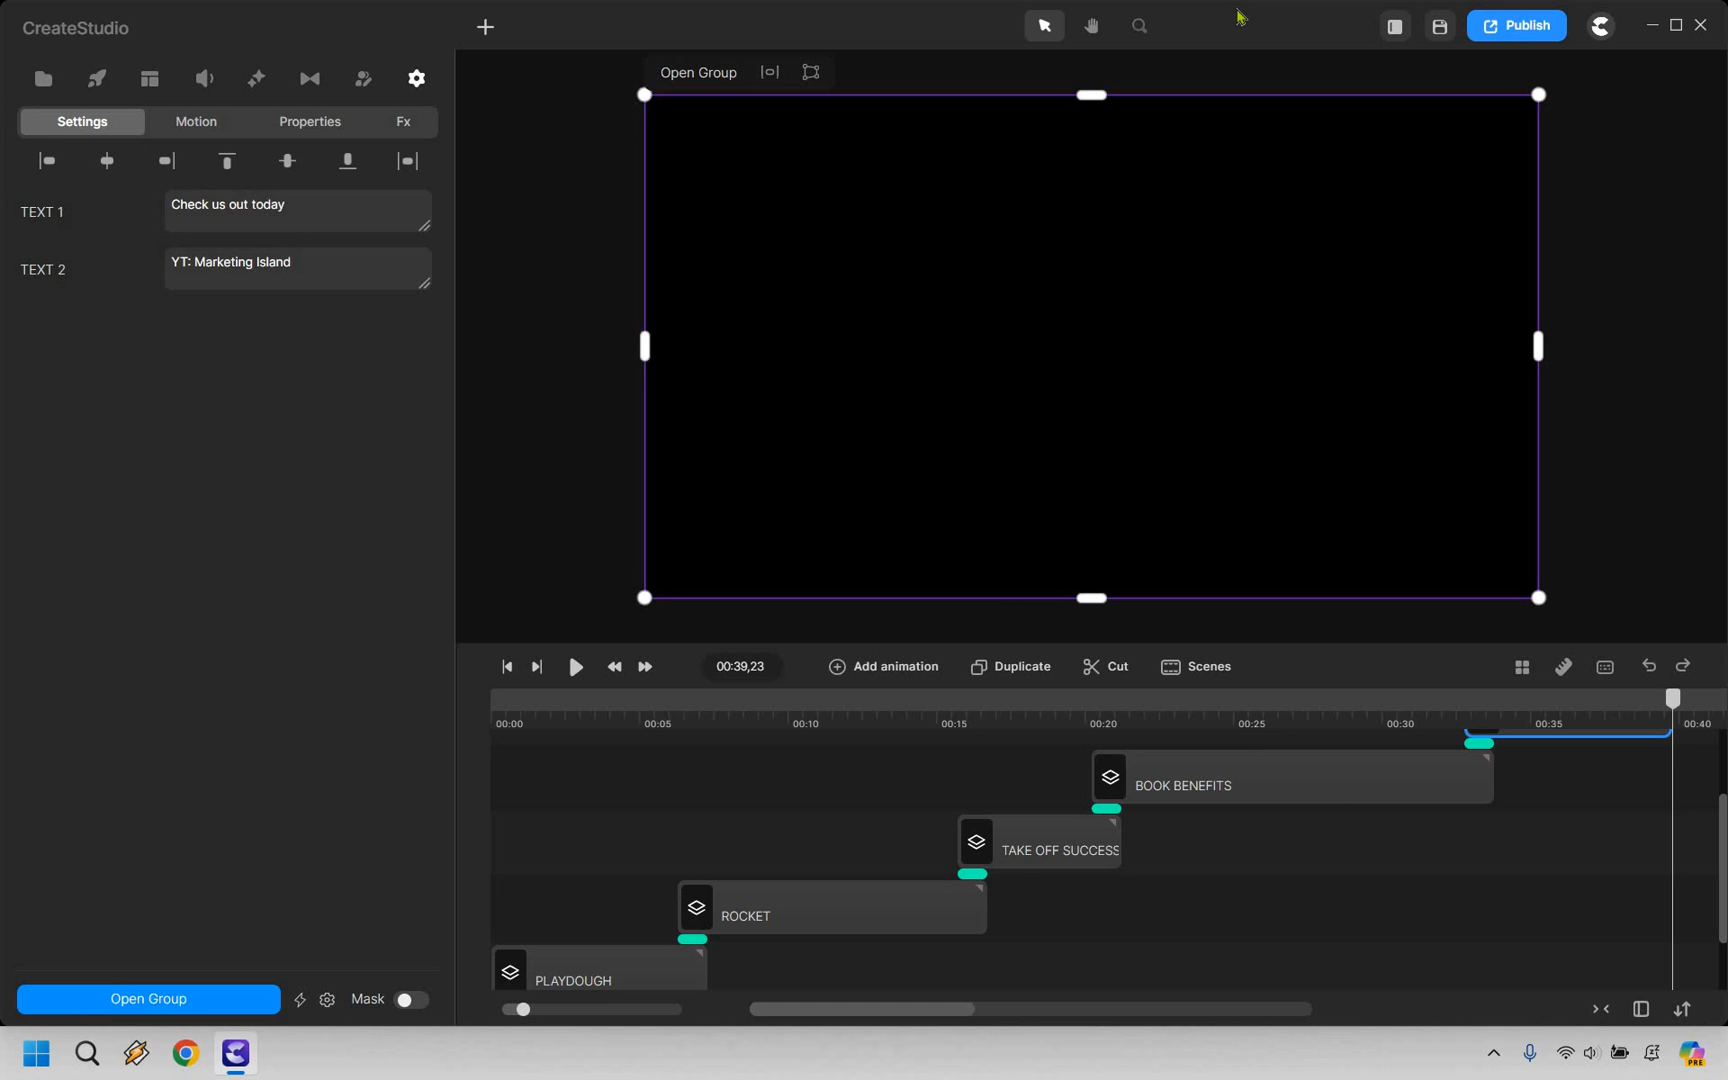 CreateStudio
Publish
Open Group
Settings Motion Properties Fx
TEXT 1 Check us out today
TEXT 2 YT: Marketing Island
00:39,23 Add animation Duplicate Cut Scenes
00:00 00:05 00:10 00:15 00:20 00:25 00:30 00:35 00:40
BOOK BENEFITS
TAKE OFF SUCCESS
ROCKET
PLAYDOUGH
Open Group Mask
PRE